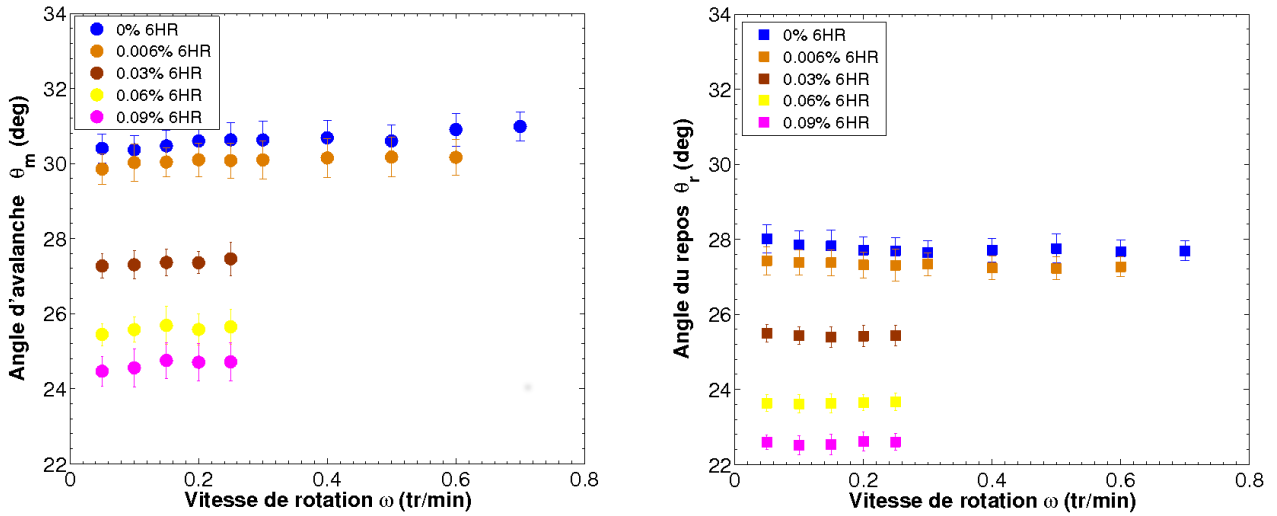 0% 6HR
0.006% 6HR
0.03% 6HR
0.06% 6HR
0.09% 6HR
34
32
30
28
26
24
22
0
0.2
0.4
0.6
0.8
Angle d'avalanche θ_m (deg)
Vitesse de rotation ω (tr/min)
0% 6HR
0.006% 6HR
0.03% 6HR
0.06% 6HR
0.09% 6HR
34
32
30
28
26
24
22
0
0.2
0.4
0.6
0.8
Angle du repos θ_r (deg)
Vitesse de rotation ω (tr/min)